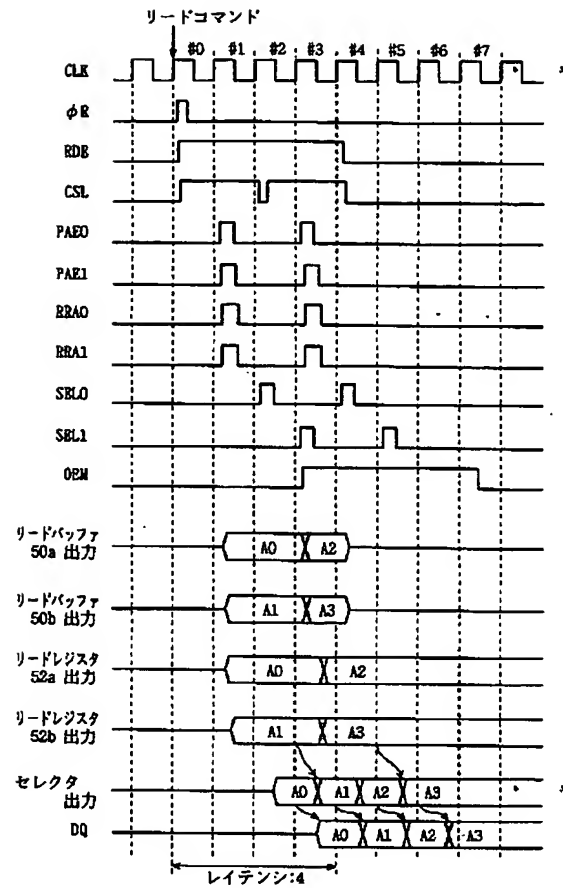 リードコマンド
#0 #1 #2 #3 #4 #5 #6 #7
CLK
φR
RDE
CSL
PAE0
PAE1
RRA0
RRA1
SEL0
SEL1
OEM
リードバッファ
50a 出力
A0 A2
リードバッファ
50b 出力
A1 A3
リードレジスタ
52a 出力
A0 A2
リードレジスタ
52b 出力
A1 A3
セレクタ
出力
A0 A1 A2 A3
DQ
A0 A1 A2 A3
レイテンシ:4